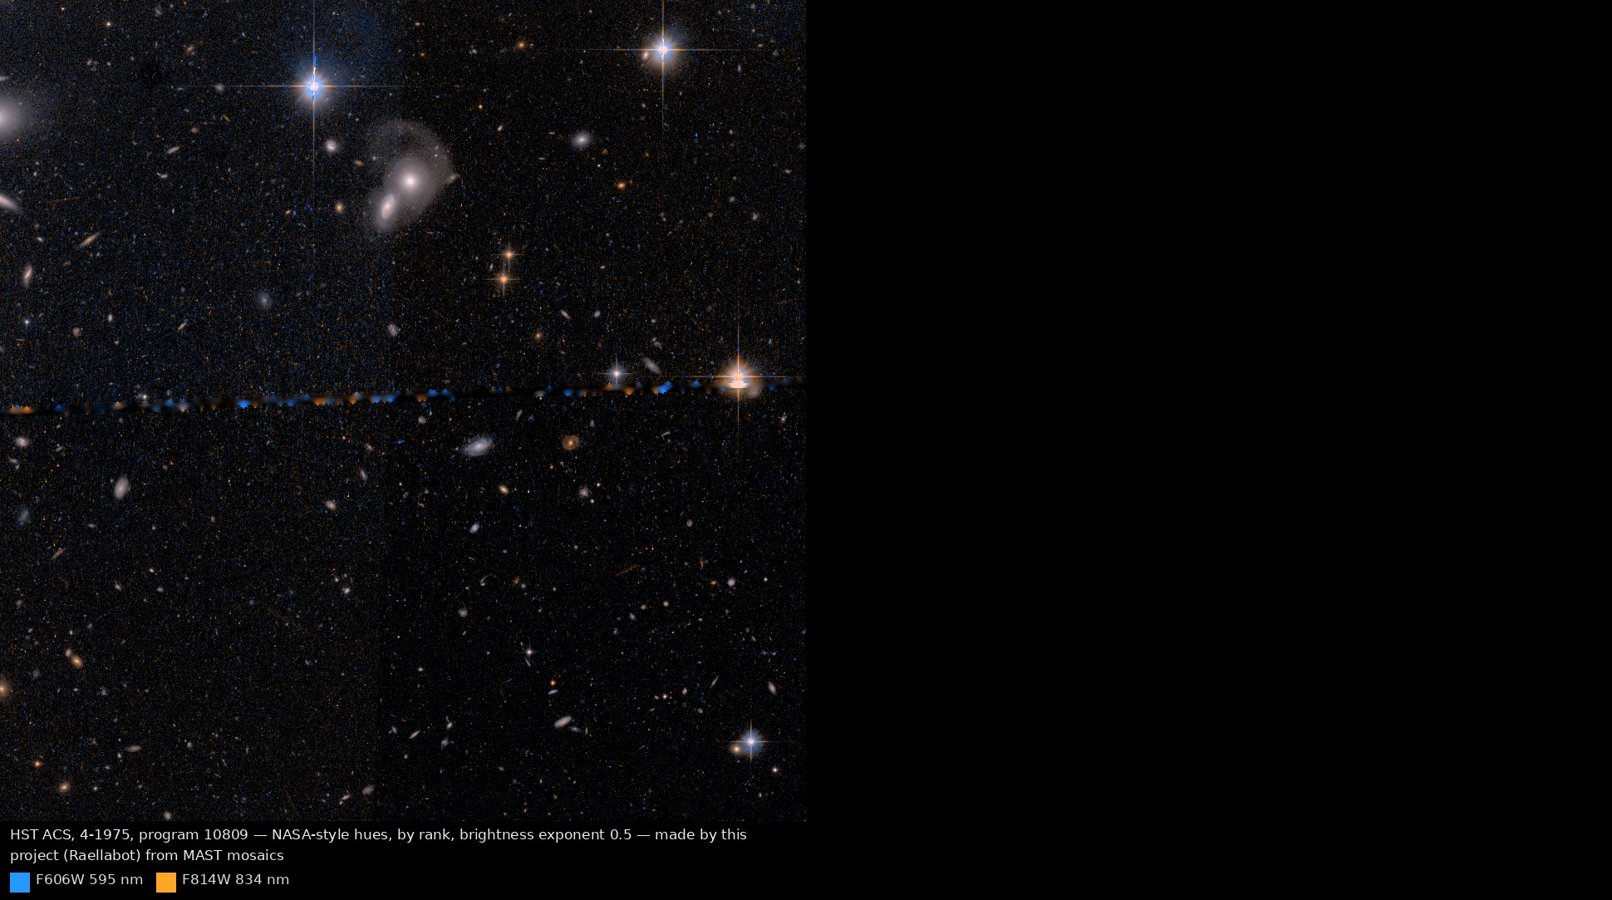 HST ACS, 4-1975, program 10809 — NASA-style hues, by rank, brightness exponent 0.5 — made by this
project (Raellabot) from MAST mosaics
F606W 595 nm F814W 834 nm